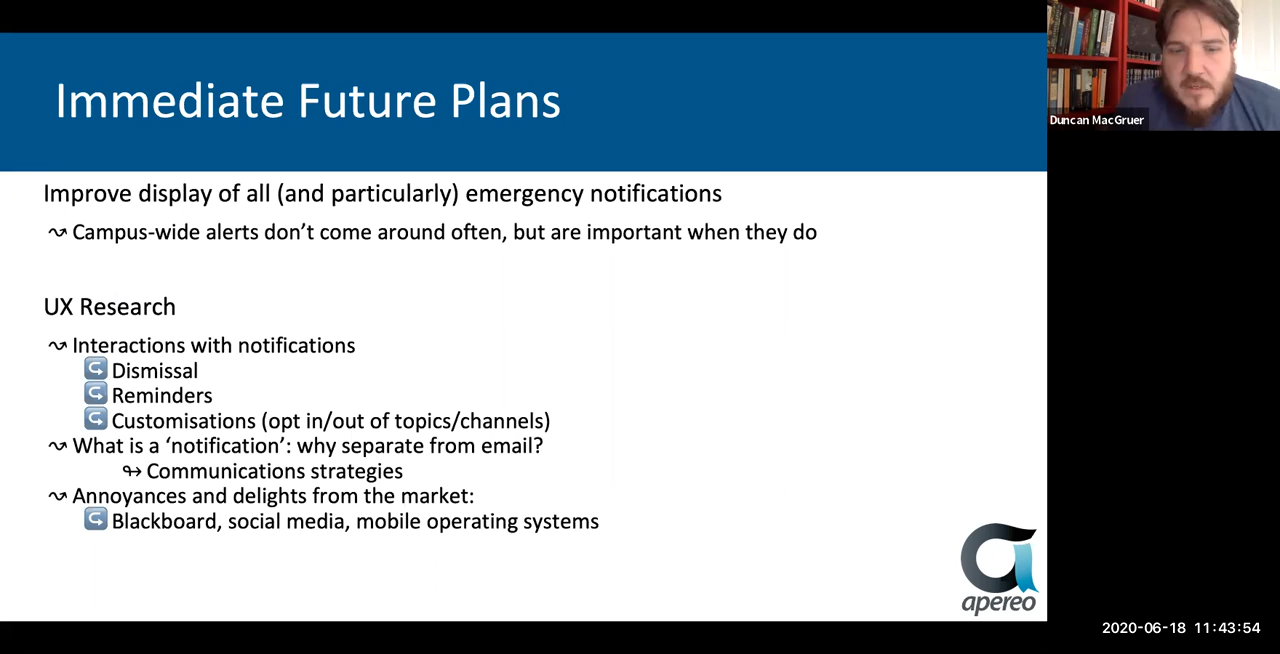 Immediate Future Plans
Duncan MacGruer
Improve display of all (and particularly) emergency notifications
↝ Campus-wide alerts don’t come around often, but are important when they do
UX Research
↝ Interactions with notifications
↪ Dismissal
↪ Reminders
↪ Customisations (opt in/out of topics/channels)
↝ What is a ‘notification’: why separate from email?
↬ Communications strategies
↝ Annoyances and delights from the market:
↪ Blackboard, social media, mobile operating systems
apereo
2020-06-18 11:43:54